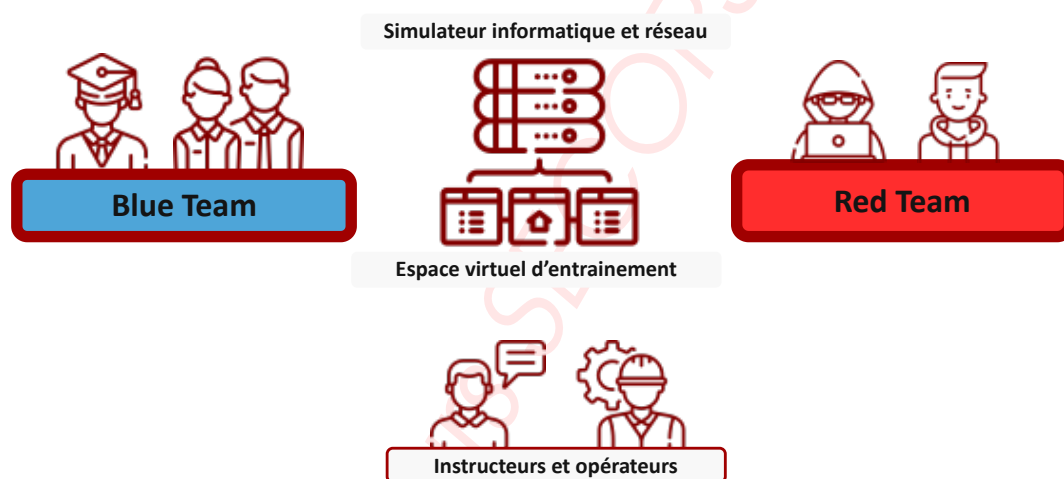 Simulateur informatique et réseau
Blue Team
Red Team
Espace virtuel d'entrainement
Instructeurs et opérateurs